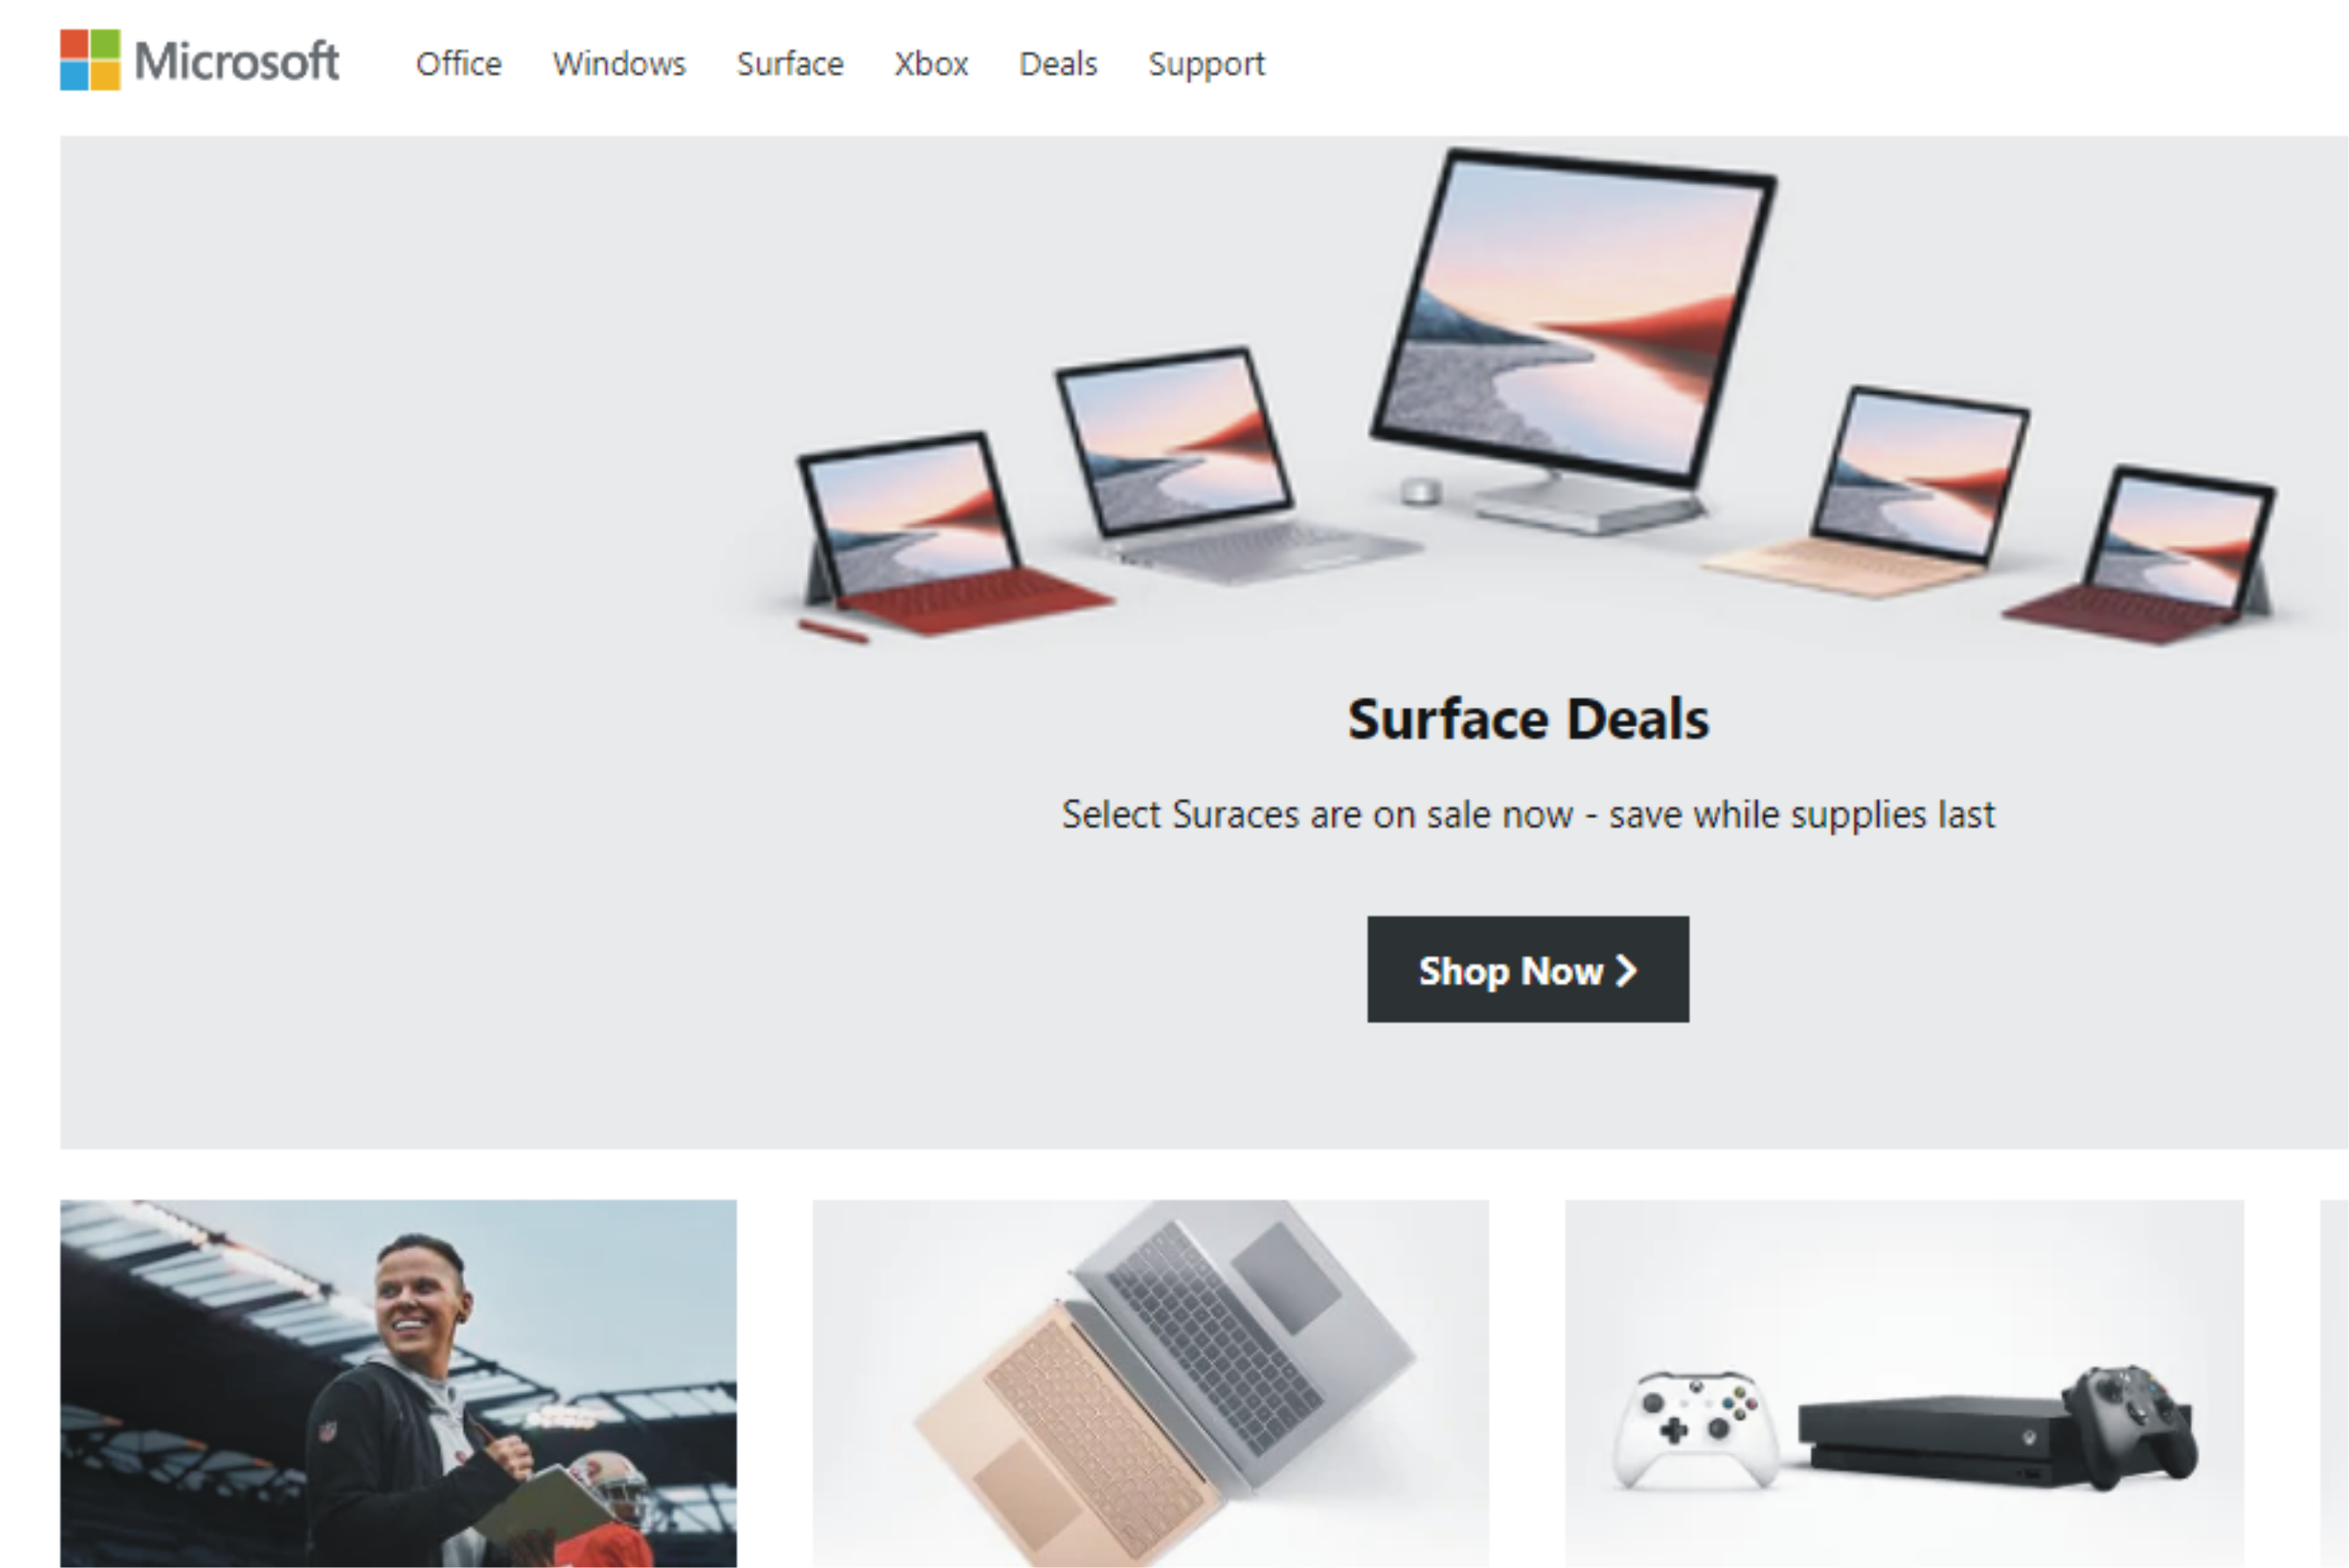 Microsoft Office Windows Surface Xbox Deals Support
Surface Deals
Select Suraces are on sale now - save while supplies last
Shop Now